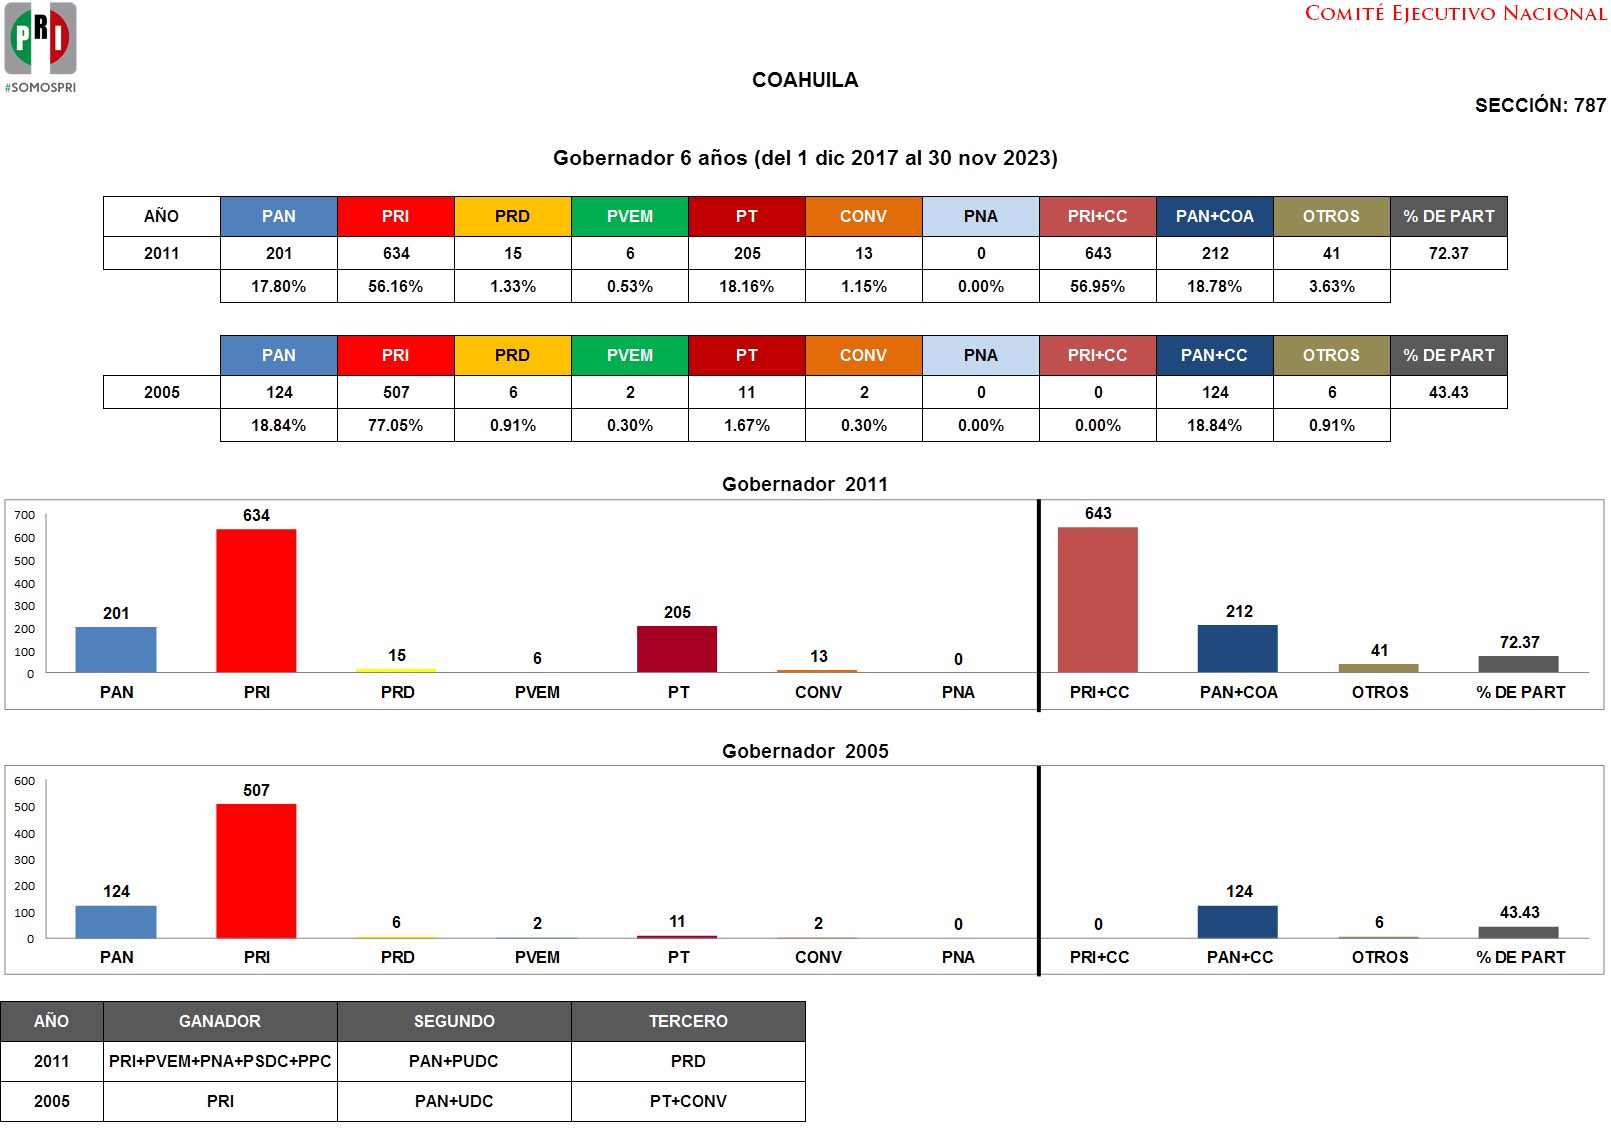 PRI
#SOMOSPRI
COMITÉ EJECUTIVO NACIONAL
COAHUILA
SECCIÓN: 787
Gobernador 6 años (del 1 dic 2017 al 30 nov 2023)
AÑO PAN PRI PRD PVEM PT CONV PNA PRI+CC PAN+COA OTROS % DE PART
2011 201 634 15 6 205 13 0 643 212 41 72.37
17.80% 56.16% 1.33% 0.53% 18.16% 1.15% 0.00% 56.95% 18.78% 3.63%
PAN PRI PRD PVEM PT CONV PNA PRI+CC PAN+CC OTROS % DE PART
2005 124 507 6 2 11 2 0 0 124 6 43.43
18.84% 77.05% 0.91% 0.30% 1.67% 0.30% 0.00% 0.00% 18.84% 0.91%
Gobernador 2011
700
600
500
400
300
200
100
0
201 634 15 6 205 13 0 643 212 41 72.37
PAN PRI PRD PVEM PT CONV PNA PRI+CC PAN+COA OTROS % DE PART
Gobernador 2005
600
500
400
300
200
100
0
124 507 6 2 11 2 0 0 124 6 43.43
PAN PRI PRD PVEM PT CONV PNA PRI+CC PAN+CC OTROS % DE PART
AÑO GANADOR SEGUNDO TERCERO
2011 PRI+PVEM+PNA+PSDC+PPC PAN+PUDC PRD
2005 PRI PAN+UDC PT+CONV